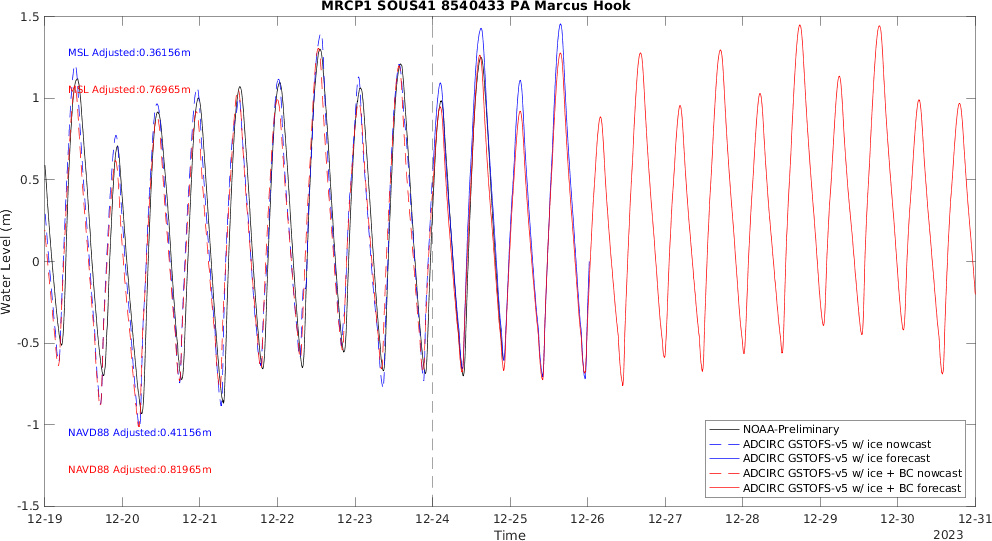 MRCP1 SOUS41 8540433 PA Marcus Hook
1.5
1
0.5
0
-0.5
-1
-1.5
Water Level (m)
MSL Adjusted:0.36156m
MSL Adjusted:0.76965m
NAVD88 Adjusted:0.41156m
NAVD88 Adjusted:0.81965m
NOAA-Preliminary
ADCIRC GSTOFS-v5 w/ ice nowcast
ADCIRC GSTOFS-v5 w/ ice forecast
ADCIRC GSTOFS-v5 w/ ice + BC nowcast
ADCIRC GSTOFS-v5 w/ ice + BC forecast
12-19 12-20 12-21 12-22 12-23 12-24 12-25 12-26 12-27 12-28 12-29 12-30 12-31
Time
2023